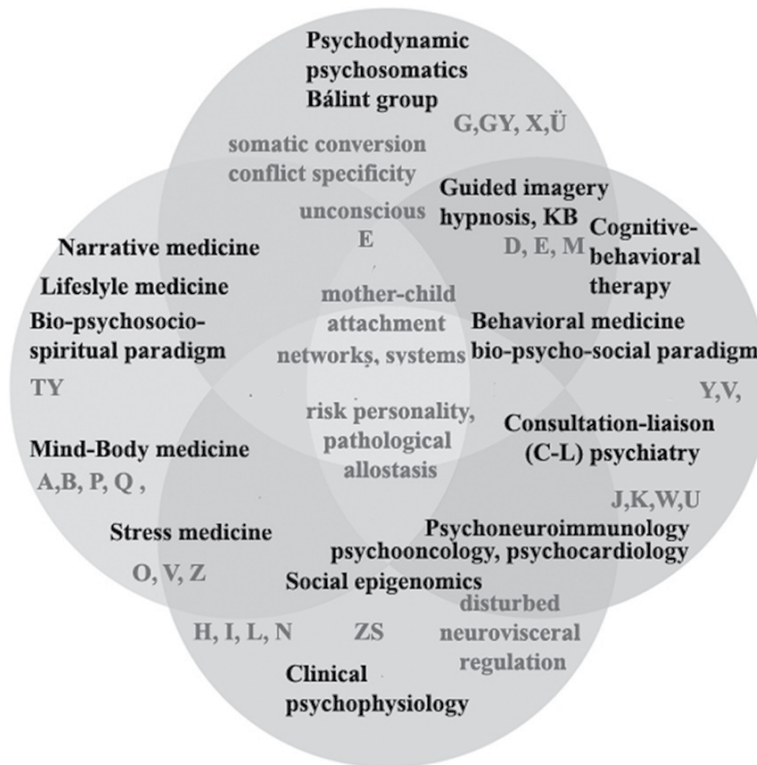 Psychodynamic
psychosomatics
Bálint group
G,GY, X,Ü
somatic conversion
conflict specificity
unconscious
E
Guided imagery
hypnosis, KB
D, E, M
Cognitive-
behavioral
therapy
Narrative medicine
Lifeslyle medicine
Bio-psychosocio-
spiritual paradigm
TY
mother-child
attachment
networks, systems
Behavioral medicine
bio-psycho-social paradigm
Y,V,
risk personality,
pathological
allostasis
Consultation-liaison
(C-L) psychiatry
J,K,W,U
Mind-Body medicine
A,B, P, Q ,
Stress medicine
O, V, Z
Psychoneuroimmunology
psychooncology, psychocardiology
Social epigenomics
H, I, L, N
ZS
disturbed
neurovisceral
regulation
Clinical
psychophysiology